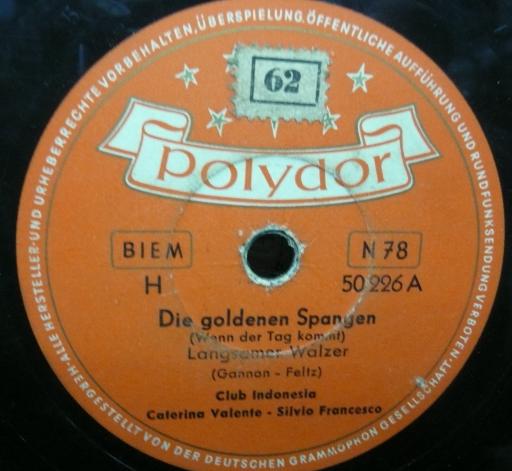 ALLE HERSTELLER- UND URHEBERRECHTE VORBEHALTEN. ÜBERSPIELUNG, ÖFFENTLICHE AUFFÜHRUNG UND RUNDFUNKSENDUNG VERBOTEN.
62
polydor
BIEM N 78
H 50226 A
Die goldenen Spangen
(Wenn der Tag kommt)
Langsamer Walzer
(Gannon - Feltz)
Club Indonesia
Caterina Valente - Silvio Francesco
HERGESTELLT VON DER DEUTSCHEN GRAMMOPHON GESELLSCHAFT